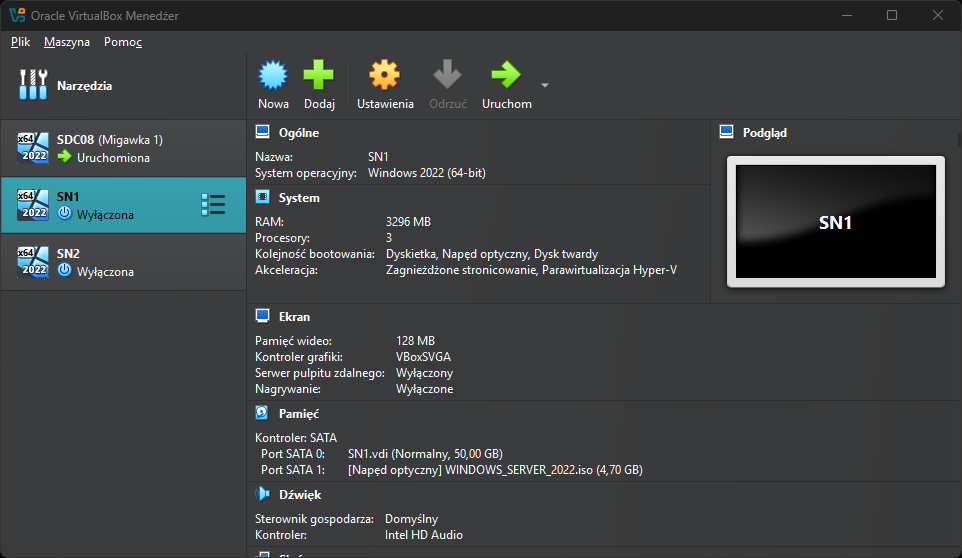 Oracle VirtualBox Menedżer
Plik Maszyna Pomoc
Narzędzia
Nowa Dodaj Ustawienia Odrzuć Uruchom
x64 2022 SDC08 (Migawka 1)
Uruchomiona
x64 2022 SN1
Wyłączona
x64 2022 SN2
Wyłączona
Ogólne
Nazwa: SN1
System operacyjny: Windows 2022 (64-bit)
System
RAM: 3296 MB
Procesory: 3
Kolejność bootowania: Dyskietka, Napęd optyczny, Dysk twardy
Akceleracja: Zagnieżdżone stronicowanie, Parawirtualizacja Hyper-V
Podgląd
SN1
Ekran
Pamięć wideo: 128 MB
Kontroler grafiki: VBoxSVGA
Serwer pulpitu zdalnego: Wyłączony
Nagrywanie: Wyłączone
Pamięć
Kontroler: SATA
Port SATA 0: SN1.vdi (Normalny, 50,00 GB)
Port SATA 1: [Napęd optyczny] WINDOWS_SERVER_2022.iso (4,70 GB)
Dźwięk
Sterownik gospodarza: Domyślny
Kontroler: Intel HD Audio